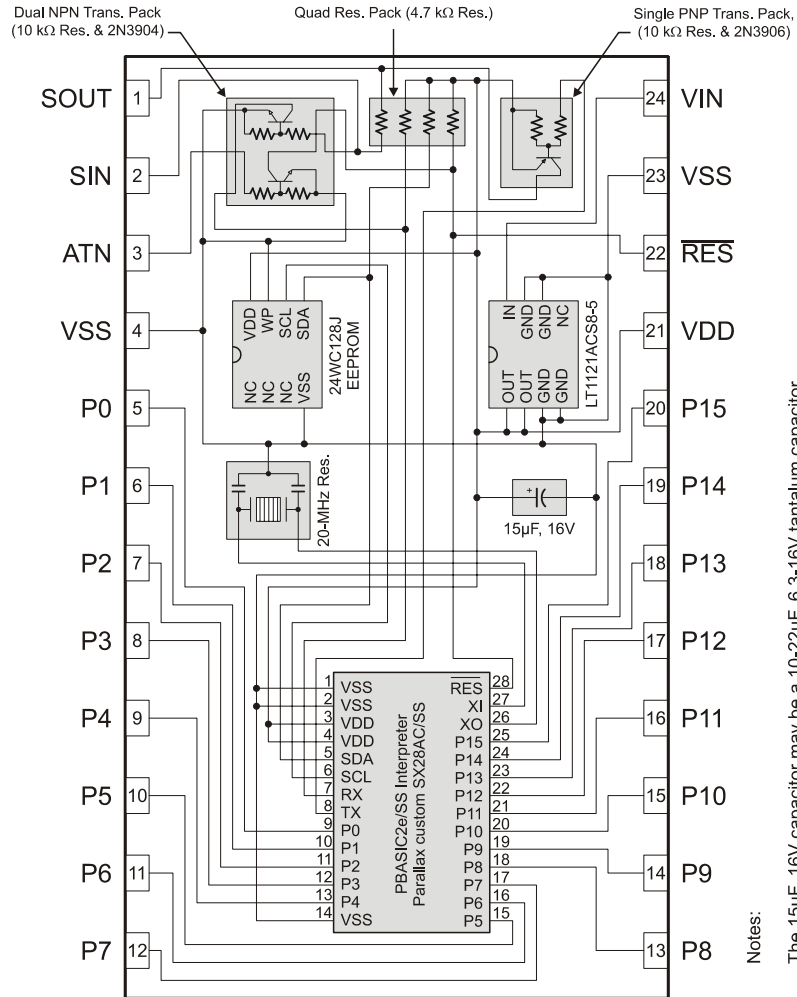 Dual NPN Trans. Pack
(10 kΩ Res. & 2N3904)
Quad Res. Pack (4.7 kΩ Res.)
Single PNP Trans. Pack,
(10 kΩ Res. & 2N3906)
SOUT 1
SIN 2
ATN 3
VSS 4
P0 5
P1 6
P2 7
P3 8
P4 9
P5 10
P6 11
P7 12
24 VIN
23 VSS
22 RES
21 VDD
20 P15
19 P14
18 P13
17 P12
16 P11
15 P10
14 P9
13 P8
VDD
WP
SCL
SDA
NC
NC
NC
VSS
24WC128J
EEPROM
IN
GND
GND
NC
OUT
OUT
GND
GND
LT1121ACS8-5
20-MHz Res.
+
15µF, 16V
1 VSS
2 VSS
3 VDD
4 VDD
5 SDA
6 SCL
7 RX
8 TX
9 P0
10 P1
11 P2
12 P3
13 P4
14 VSS
PBASIC2e/SS Interpreter
Parallax custom SX28AC/SS
RES 28
XI 27
XO 26
P15 25
P14 24
P13 23
P12 22
P11 21
P10 20
P9 19
P8 18
P7 17
P6 16
P5 15
Notes:
The 15µF, 16V capacitor may be a 10-22µF, 6.3-16V tantalum capacitor